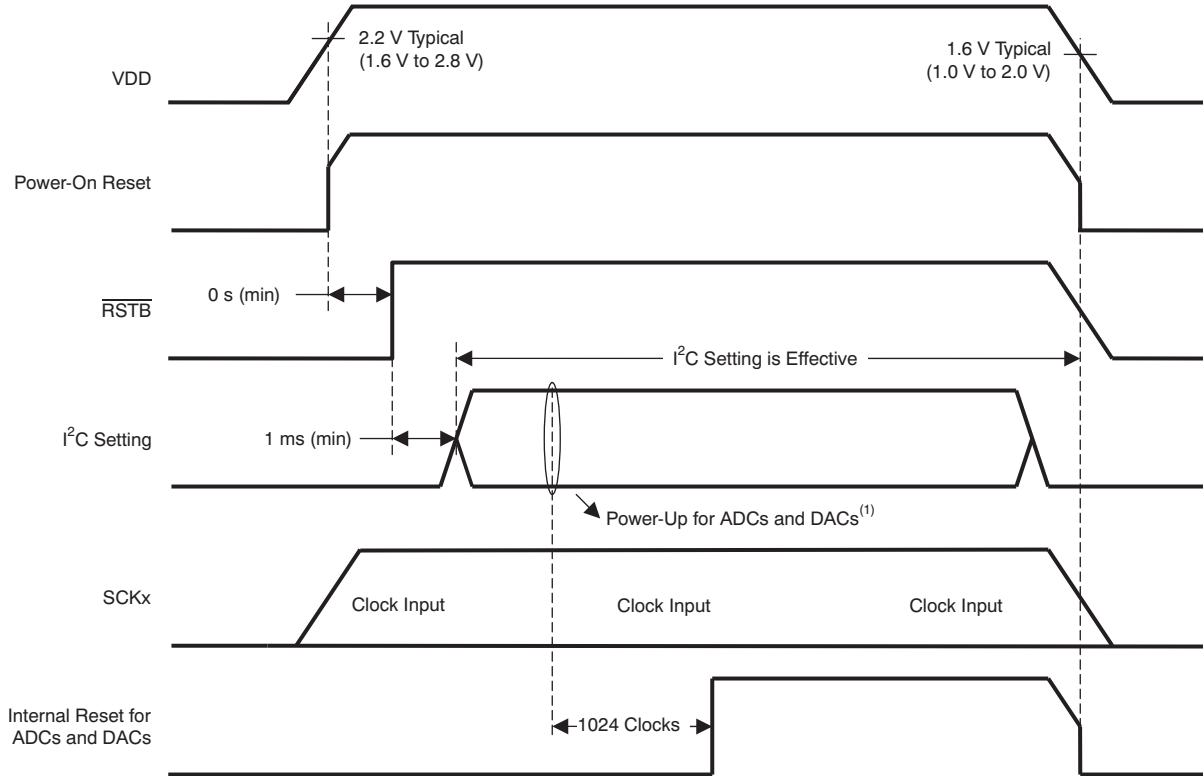 2.2 V Typical
(1.6 V to 2.8 V)
1.6 V Typical
(1.0 V to 2.0 V)
VDD
Power-On Reset
0 s (min)
RSTB
I²C Setting is Effective
I²C Setting
1 ms (min)
Power-Up for ADCs and DACs⁽¹⁾
SCKx
Clock Input
Clock Input
Clock Input
Internal Reset for
ADCs and DACs
1024 Clocks